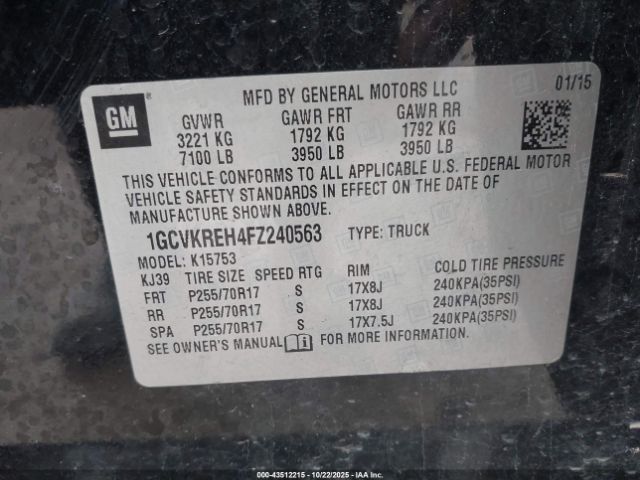 GM ®
MFD BY GENERAL MOTORS LLC 01/15
GVWR GAWR FRT GAWR RR
3221 KG 1792 KG 1792 KG
7100 LB 3950 LB 3950 LB
THIS VEHICLE CONFORMS TO ALL APPLICABLE U.S. FEDERAL MOTOR
VEHICLE SAFETY STANDARDS IN EFFECT ON THE DATE OF
MANUFACTURE SHOWN ABOVE.
1GCVKREH4FZ240563 TYPE: TRUCK
MODEL: K15753
KJ39 TIRE SIZE SPEED RTG RIM COLD TIRE PRESSURE
FRT P255/70R17 S 17X8J 240KPA(35PSI)
RR P255/70R17 S 17X8J 240KPA(35PSI)
SPA P255/70R17 S 17X7.5J 240KPA(35PSI)
SEE OWNER'S MANUAL FOR MORE INFORMATION.
000-43512215 - 10/22/2025 - IAA Inc.